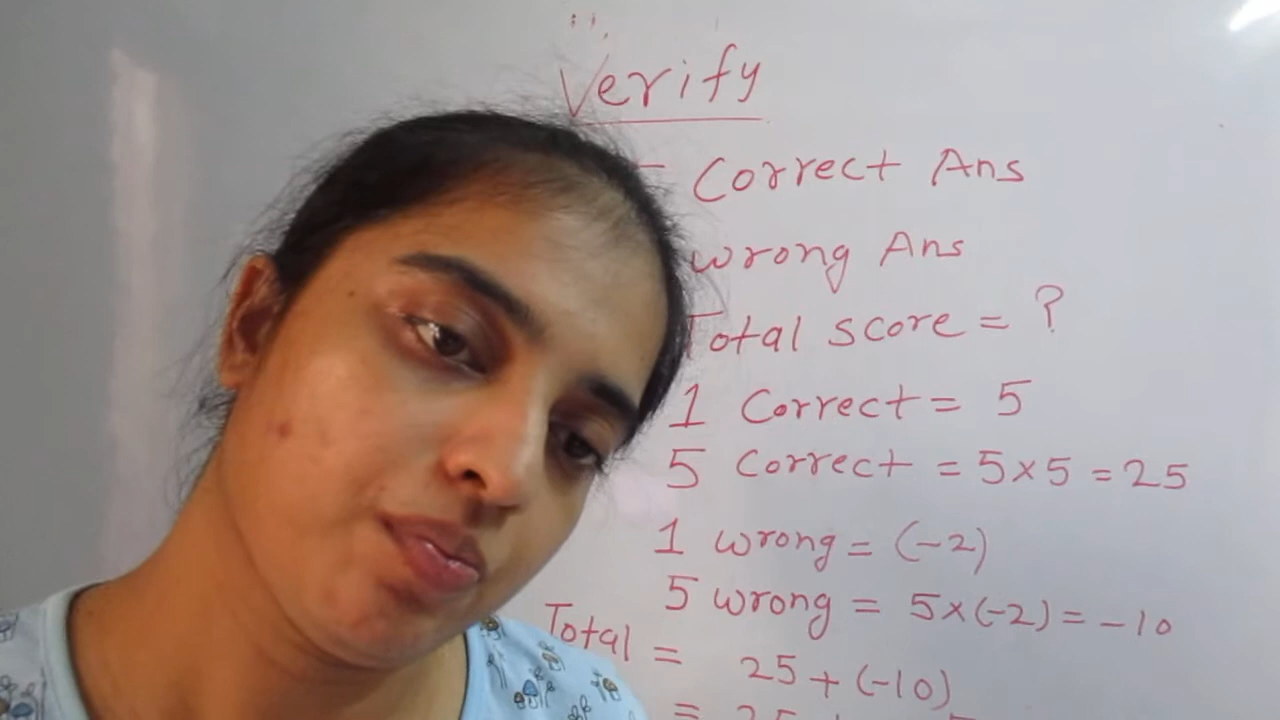 Verify
- Correct Ans
wrong Ans
Total score = ?
1 Correct = 5
5 Correct = 5×5 = 25
1 wrong = (-2)
5 wrong = 5×(-2) = -10
Total = 25 + (-10)
= 25